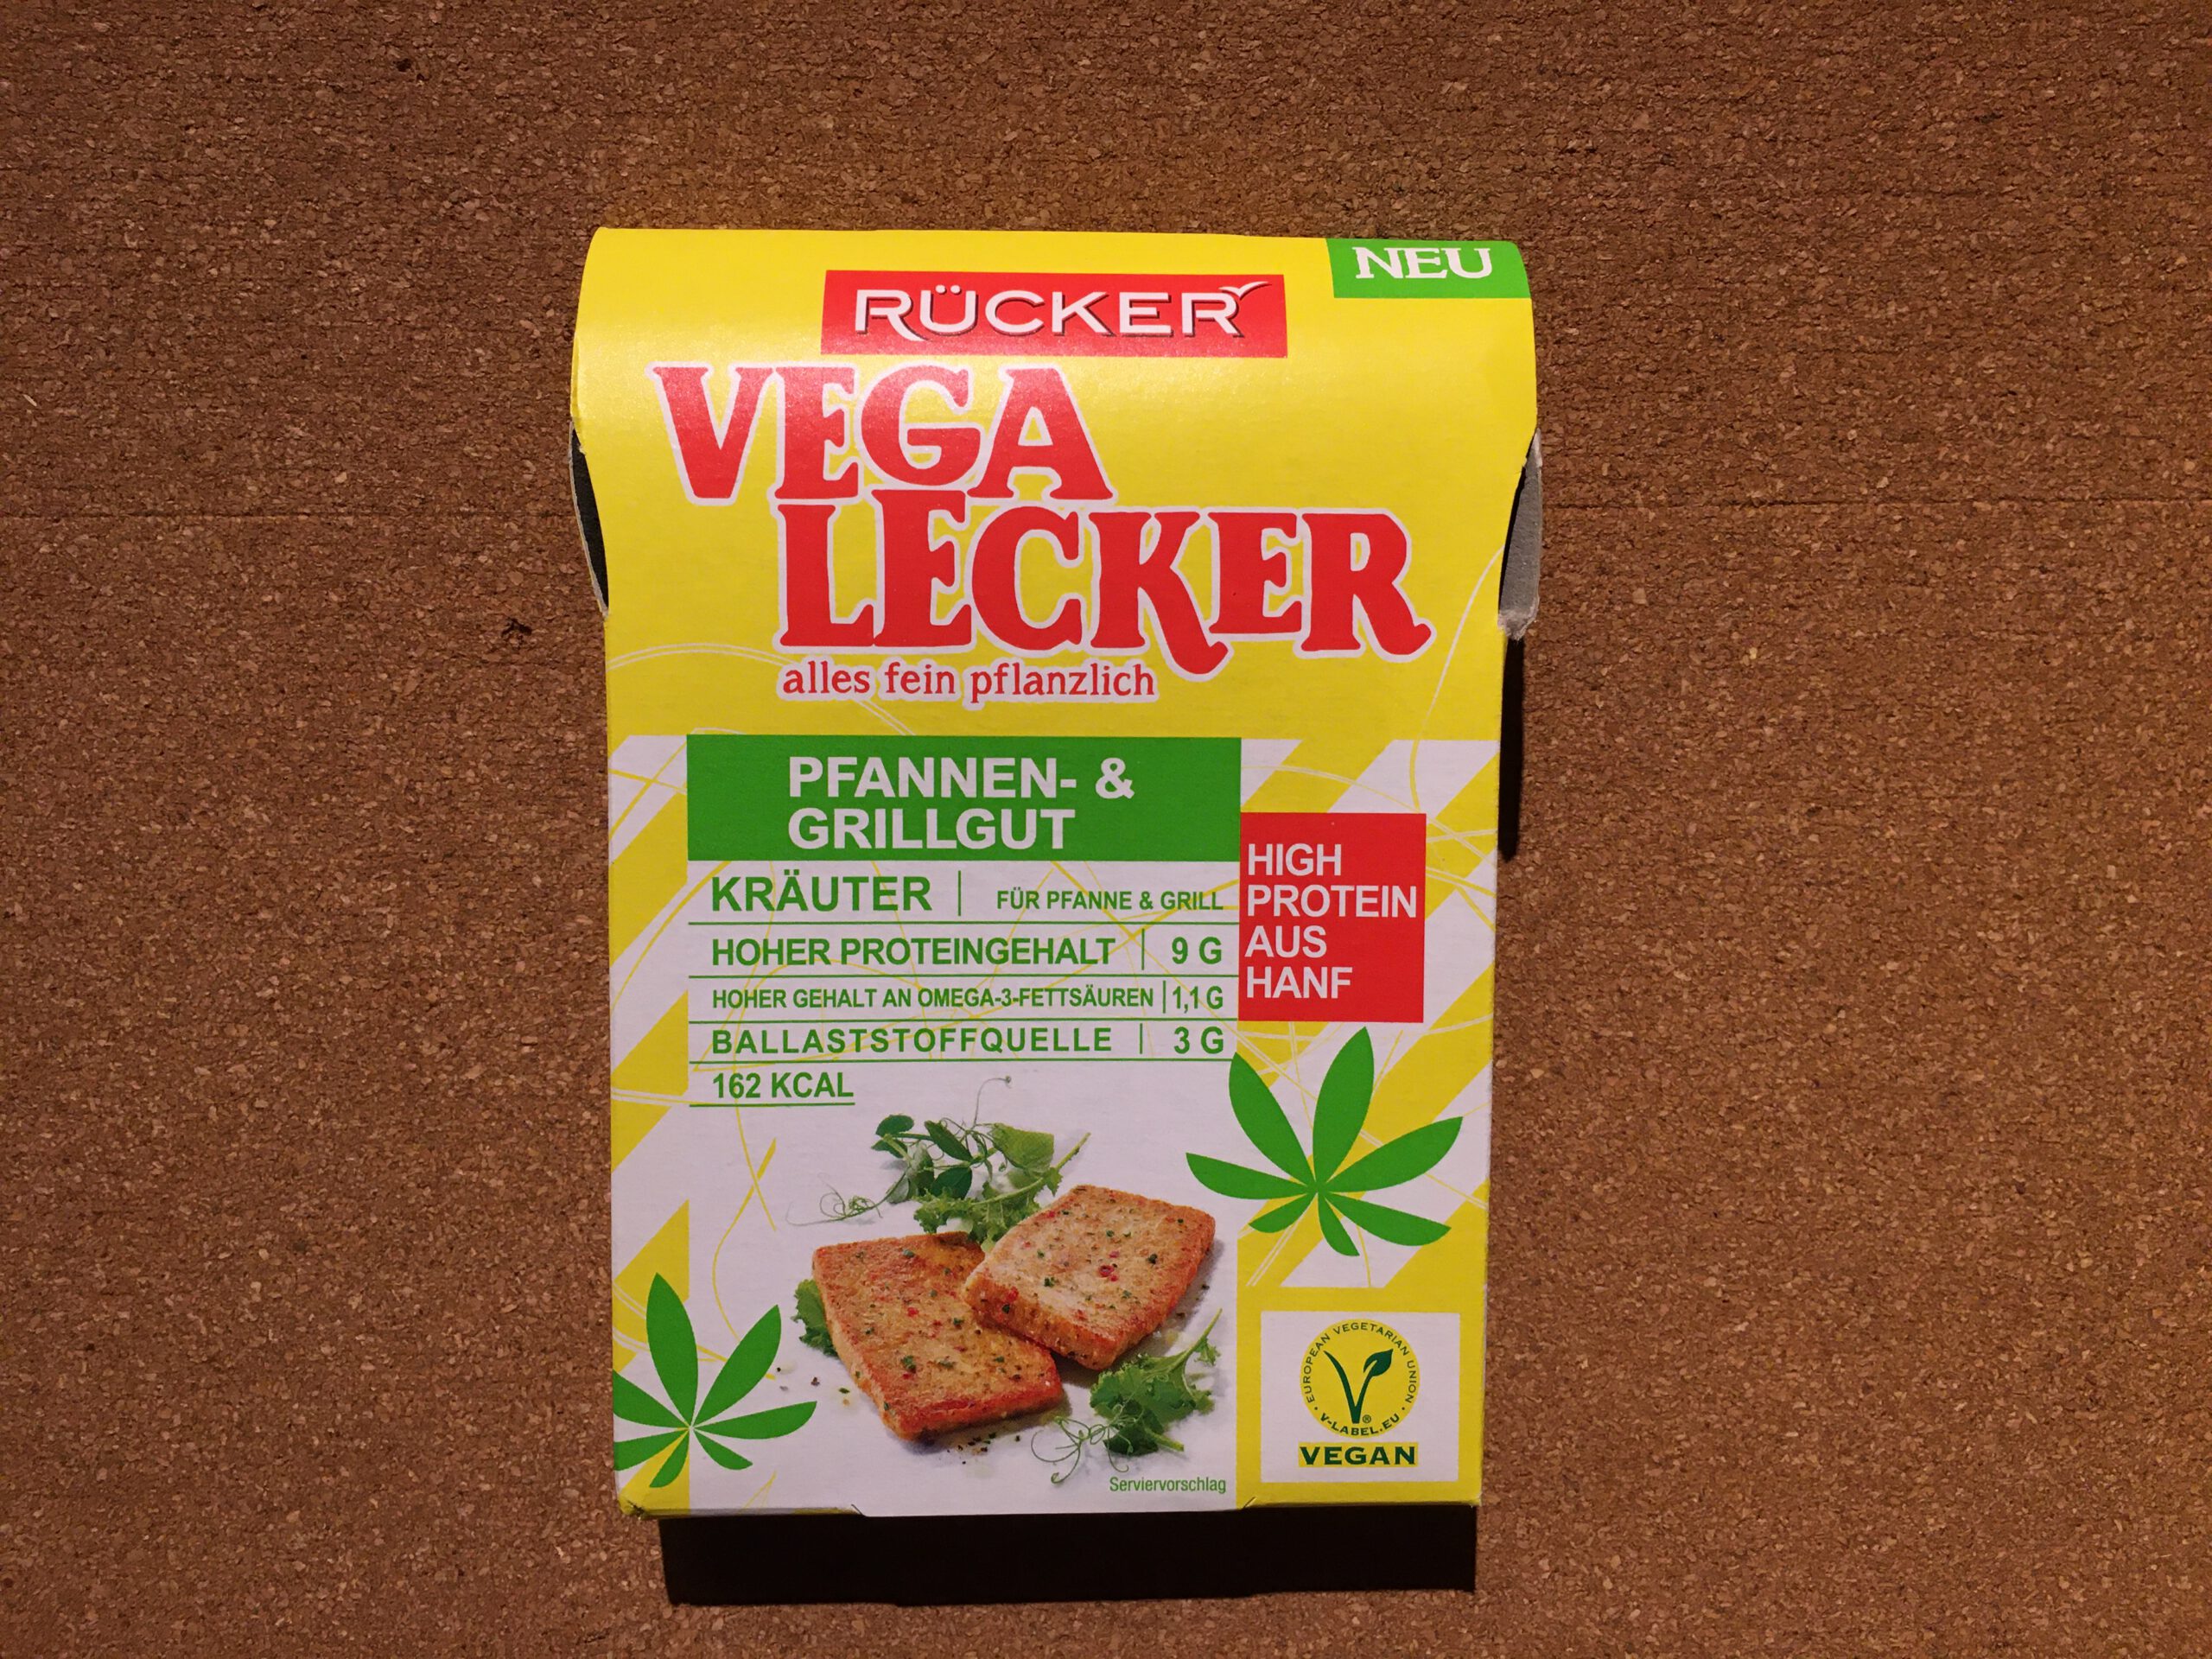 NEU
RÜCKER
VEGA
LECKER
alles fein pflanzlich
PFANNEN- &
GRILLGUT
KRÄUTER | FÜR PFANNE & GRILL
HOHER PROTEINGEHALT | 9 G
HOHER GEHALT AN OMEGA-3-FETTSÄUREN | 1,1 G
BALLASTSTOFFQUELLE | 3 G
162 KCAL
HIGH
PROTEIN
AUS
HANF
EUROPEAN VEGETARIAN UNION
V-LABEL.EU
®
VEGAN
Serviervorschlag